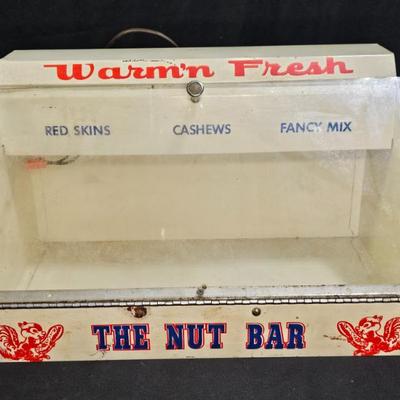 Warm'n Fresh
RED SKINS CASHEWS FANCY MIX
THE NUT BAR